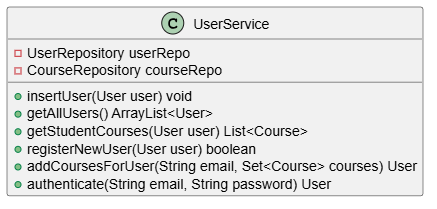 C UserService
UserRepository userRepo
CourseRepository courseRepo
insertUser(User user) void
getAllUsers() ArrayList<User>
getStudentCourses(User user) List<Course>
registerNewUser(User user) boolean
addCoursesForUser(String email, Set<Course> courses) User
authenticate(String email, String password) User